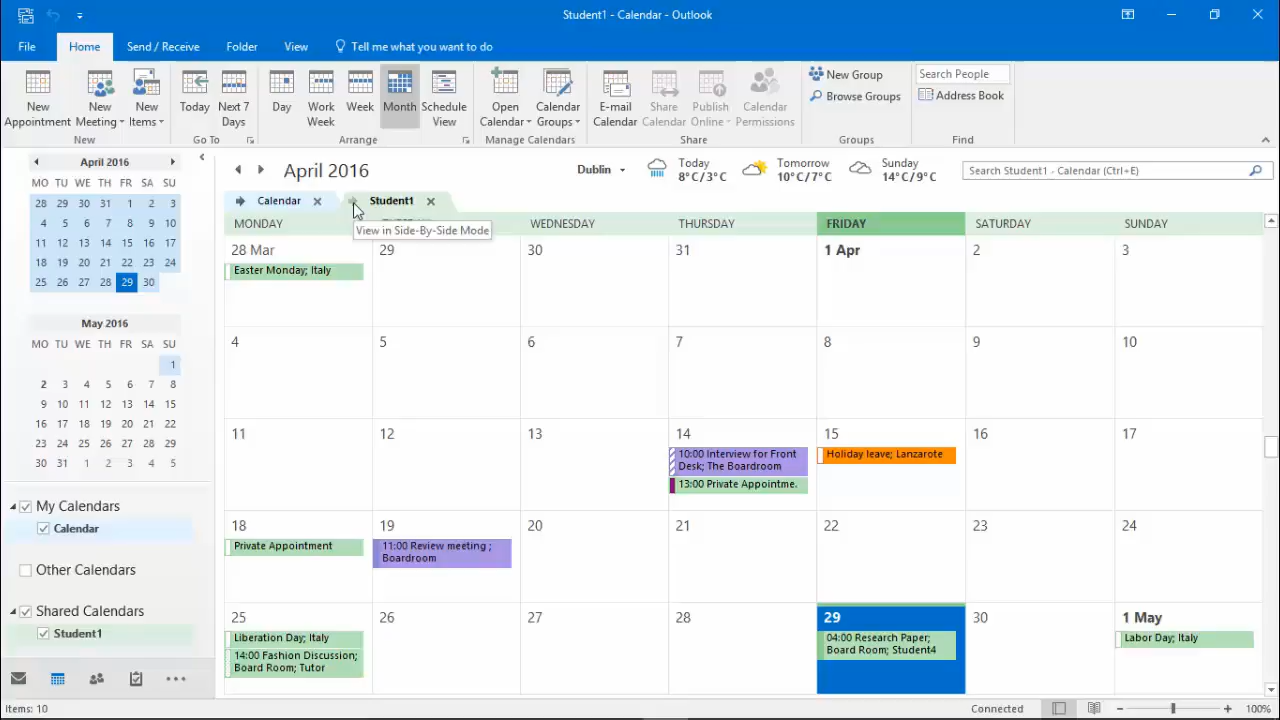 Student1 - Calendar - Outlook
File Home Send / Receive Folder View Tell me what you want to do
New Appointment
New Meeting
New Items
New
Today
Next 7 Days
Go To
Day
Work Week
Week
Month
Schedule View
Arrange
Open Calendar
Calendar Groups
Manage Calendars
E-mail Calendar
Share Calendar
Publish Online
Calendar Permissions
Share
New Group
Browse Groups
Groups
Search People
Address Book
Find
April 2016
MO TU WE TH FR SA SU
28 29 30 31 1 2 3
4 5 6 7 8 9 10
11 12 13 14 15 16 17
18 19 20 21 22 23 24
25 26 27 28 29 30
May 2016
MO TU WE TH FR SA SU
1
2 3 4 5 6 7 8
9 10 11 12 13 14 15
16 17 18 19 20 21 22
23 24 25 26 27 28 29
30 31 1 2 3 4 5
My Calendars
Calendar
Other Calendars
Shared Calendars
Student1
April 2016
Dublin
Today
8°C/3°C
Tomorrow
10°C/7°C
Sunday
14°C/9°C
Search Student1 - Calendar (Ctrl+E)
Calendar
Student1
View in Side-By-Side Mode
MONDAY WEDNESDAY THURSDAY FRIDAY SATURDAY SUNDAY
28 Mar 29 30 31 1 Apr 2 3
Easter Monday; Italy
4 5 6 7 8 9 10
11 12 13 14 15 16 17
10:00 Interview for Front
Desk; The Boardroom
13:00 Private Appointme.
Holiday leave; Lanzarote
18 19 20 21 22 23 24
Private Appointment
11:00 Review meeting ;
Boardroom
25 26 27 28 29 30 1 May
Liberation Day; Italy
14:00 Fashion Discussion;
Board Room; Tutor
04:00 Research Paper;
Board Room; Student4
Labor Day; Italy
Items: 10
Connected
100%